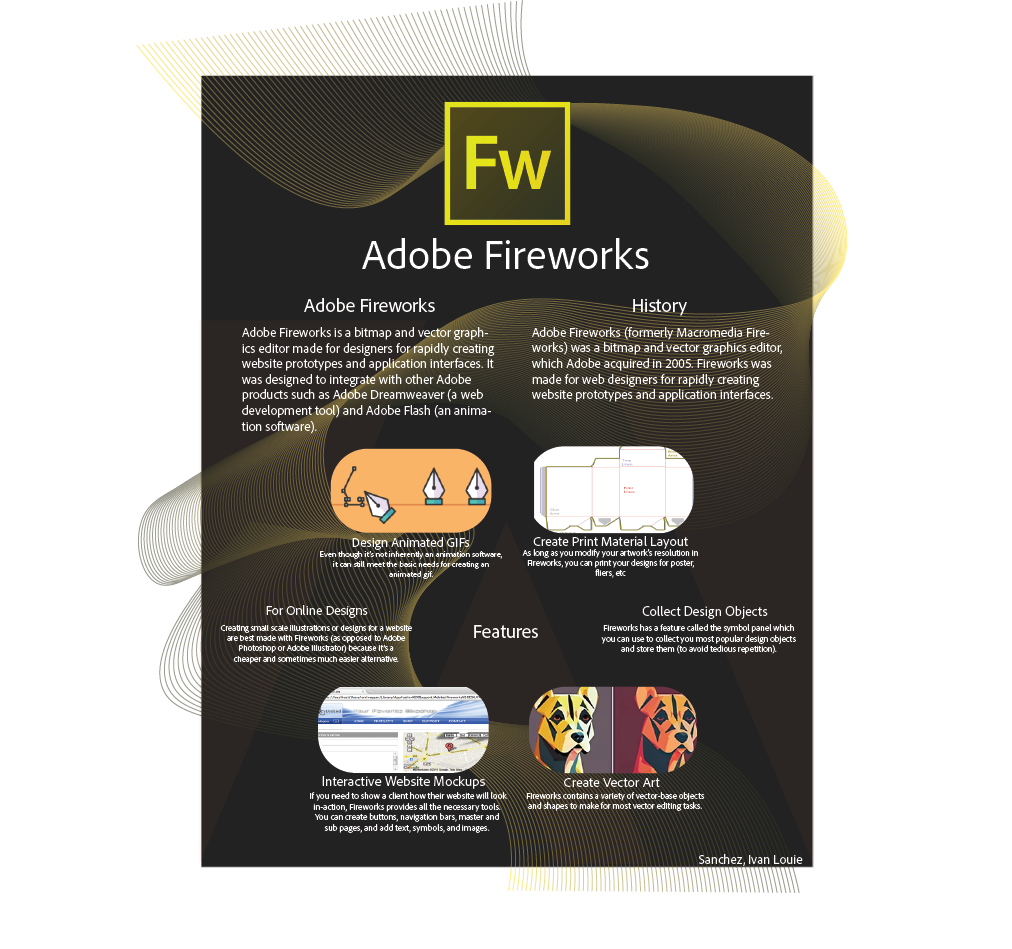 Fw
Adobe Fireworks
Adobe Fireworks
Adobe Fireworks is a bitmap and vector graph-
ics editor made for designers for rapidly creating
website prototypes and application interfaces. It
was designed to integrate with other Adobe
products such as Adobe Dreamweaver (a web
development tool) and Adobe Flash (an anima-
tion software).
History
Adobe Fireworks (formerly Macromedia Fire-
works) was a bitmap and vector graphics editor,
which Adobe acquired in 2005. Fireworks was
made for web designers for rapidly creating
website prototypes and application interfaces.
Design Animated GIFs
Even though it's not inherently an animation software,
it can still meet the basic needs for creating an
animated gif.
Create Print Material Layout
As long as you modify your artwork's resolution in
Fireworks, you can print your designs for poster,
fliers, etc
For Online Designs
Creating small scale illustrations or designs for a website
are best made with Fireworks (as opposed to Adobe
Photoshop or Adobe Illustrator) because it's a
cheaper and sometimes much easier alternative.
Features
Collect Design Objects
Fireworks has a feature called the symbol panel which
you can use to collect you most popular design objects
and store them (to avoid tedious repetition).
Interactive Website Mockups
If you need to show a client how their website will look
in-action, Fireworks provides all the necessary tools.
You can create buttons, navigation bars, master and
sub pages, and add text, symbols, and images.
Create Vector Art
Fireworks contains a variety of vector-base objects
and shapes to make for most vector editing tasks.
Sanchez, Ivan Louie